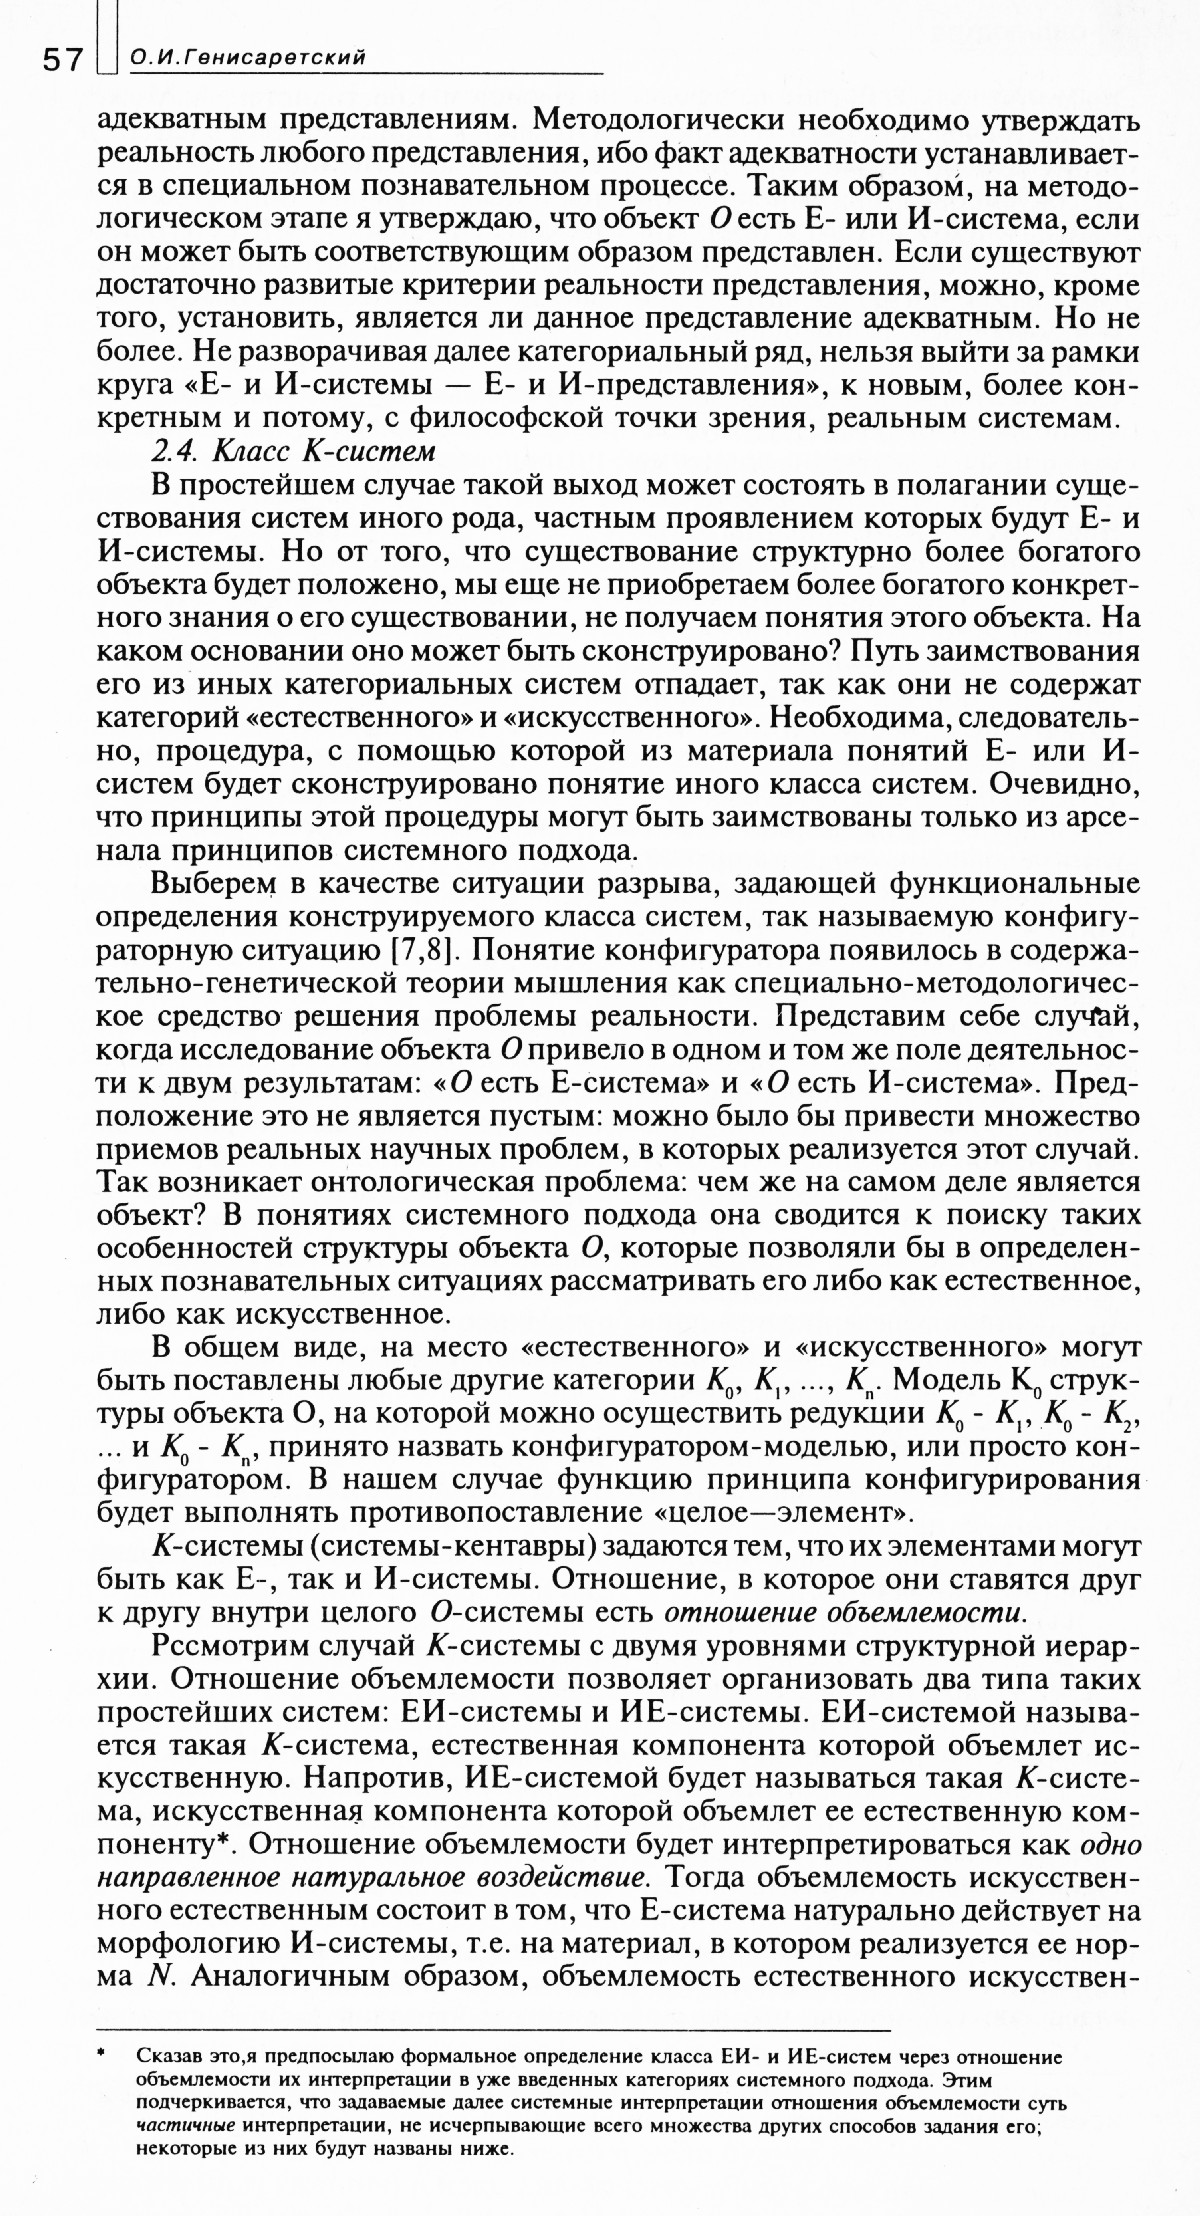 57
О.И.Генисаретский
адекватным представлениям. Методологически необходимо утверждать
реальность любого представления, ибо факт адекватности устанавливает-
ся в специальном познавательном процессе. Таким образом, на методо-
логическом этапе я утверждаю, что объект О есть Е- или И-система, если
он может быть соответствующим образом представлен. Если существуют
достаточно развитые критерии реальности представления, можно, кроме
того, установить, является ли данное представление адекватным. Но не
более. Не разворачивая далее категориальный ряд, нельзя выйти за рамки
круга «Е- и И-системы — Е- и И-представления», к новым, более кон-
кретным и потому, с философской точки зрения, реальным системам.
2.4. Класс К-систем
В простейшем случае такой выход может состоять в полагании суще-
ствования систем иного рода, частным проявлением которых будут Е- и
И-системы. Но от того, что существование структурно более богатого
объекта будет положено, мы еще не приобретаем более богатого конкрет-
ного знания о его существовании, не получаем понятия этого объекта. На
каком основании оно может быть сконструировано? Путь заимствования
его из иных категориальных систем отпадает, так как они не содержат
категорий «естественного» и «искусственного». Необходима, следователь-
но, процедура, с помощью которой из материала понятий Е- или И-
систем будет сконструировано понятие иного класса систем. Очевидно,
что принципы этой процедуры могут быть заимствованы только из арсе-
нала принципов системного подхода.
Выберем в качестве ситуации разрыва, задающей функциональные
определения конструируемого класса систем, так называемую конфигу-
раторную ситуацию [7,8]. Понятие конфигуратора появилось в содержа-
тельно-генетической теории мышления как специально-методологичес-
кое средство решения проблемы реальности. Представим себе случай,
когда исследование объекта О привело в одном и том же поле деятельнос-
ти к двум результатам: «О есть Е-система» и «О есть И-система». Пред-
положение это не является пустым: можно было бы привести множество
приемов реальных научных проблем, в которых реализуется этот случай.
Так возникает онтологическая проблема: чем же на самом деле является
объект? В понятиях системного подхода она сводится к поиску таких
особенностей структуры объекта О, которые позволяли бы в определен-
ных познавательных ситуациях рассматривать его либо как естественное,
либо как искусственное.
В общем виде, на место «естественного» и «искусственного» могут
быть поставлены любые другие категории K₀, K₁, ..., Kₙ. Модель К₀ струк-
туры объекта О, на которой можно осуществить редукции K₀ - K₁, K₀ - K₂,
... и K₀ - Kₙ, принято назвать конфигуратором-моделью, или просто кон-
фигуратором. В нашем случае функцию принципа конфигурирования
будет выполнять противопоставление «целое—элемент».
К-системы (системы-кентавры) задаются тем, что их элементами могут
быть как Е-, так и И-системы. Отношение, в которое они ставятся друг
к другу внутри целого О-системы есть отношение объемлемости.
Рссмотрим случай К-системы с двумя уровнями структурной иерар-
хии. Отношение объемлемости позволяет организовать два типа таких
простейших систем: ЕИ-системы и ИЕ-системы. ЕИ-системой называ-
ется такая К-система, естественная компонента которой объемлет ис-
кусственную. Напротив, ИЕ-системой будет называться такая К-систе-
ма, искусственная компонента которой объемлет ее естественную ком-
поненту*. Отношение объемлемости будет интерпретироваться как одно
направленное натуральное воздействие. Тогда объемлемость искусствен-
ного естественным состоит в том, что Е-система натурально действует на
морфологию И-системы, т.е. на материал, в котором реализуется ее нор-
ма N. Аналогичным образом, объемлемость естественного искусствен-
* Сказав это,я предпосылаю формальное определение класса ЕИ- и ИЕ-систем через отношение
объемлемости их интерпретации в уже введенных категориях системного подхода. Этим
подчеркивается, что задаваемые далее системные интерпретации отношения объемлемости суть
частичные интерпретации, не исчерпывающие всего множества других способов задания его;
некоторые из них будут названы ниже.